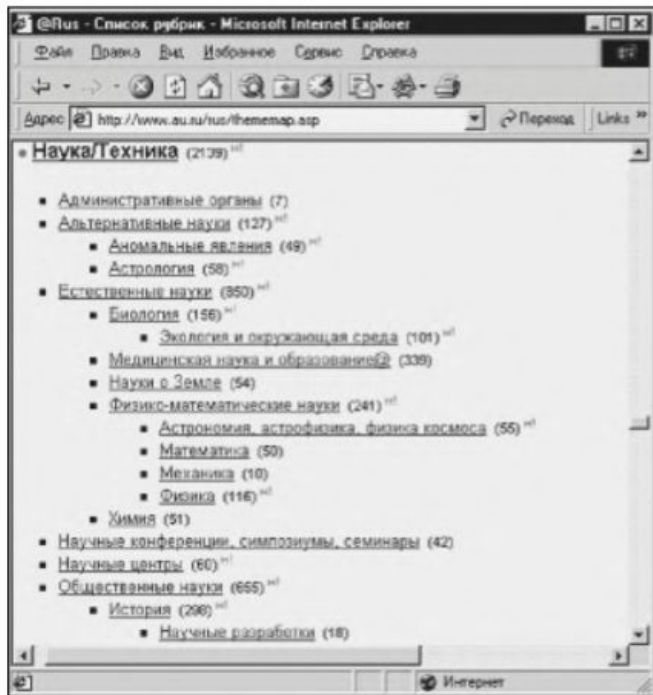 @Rus - Список рубрик - Microsoft Internet Explorer
Файл Правка Вид Избранное Сервис Справка
Адрес http://www.au.ru/rus/thememap.asp Переход Links »
Наука/Техника (2139)
Административные органы (7)
Альтернативные науки (127)
Аномальные явления (49)
Астрология (58)
Естественные науки (850)
Биология (156)
Экология и окружающая среда (101)
Медицинская наука и образование@ (339)
Науки о Земле (54)
Физико-математические науки (241)
Астрономия, астрофизика, физика космоса (55)
Математика (50)
Механика (10)
Физика (116)
Химия (51)
Научные конференции, симпозиумы, семинары (42)
Научные центры (60)
Общественные науки (655)
История (298)
Научные разработки (18)
Интернет